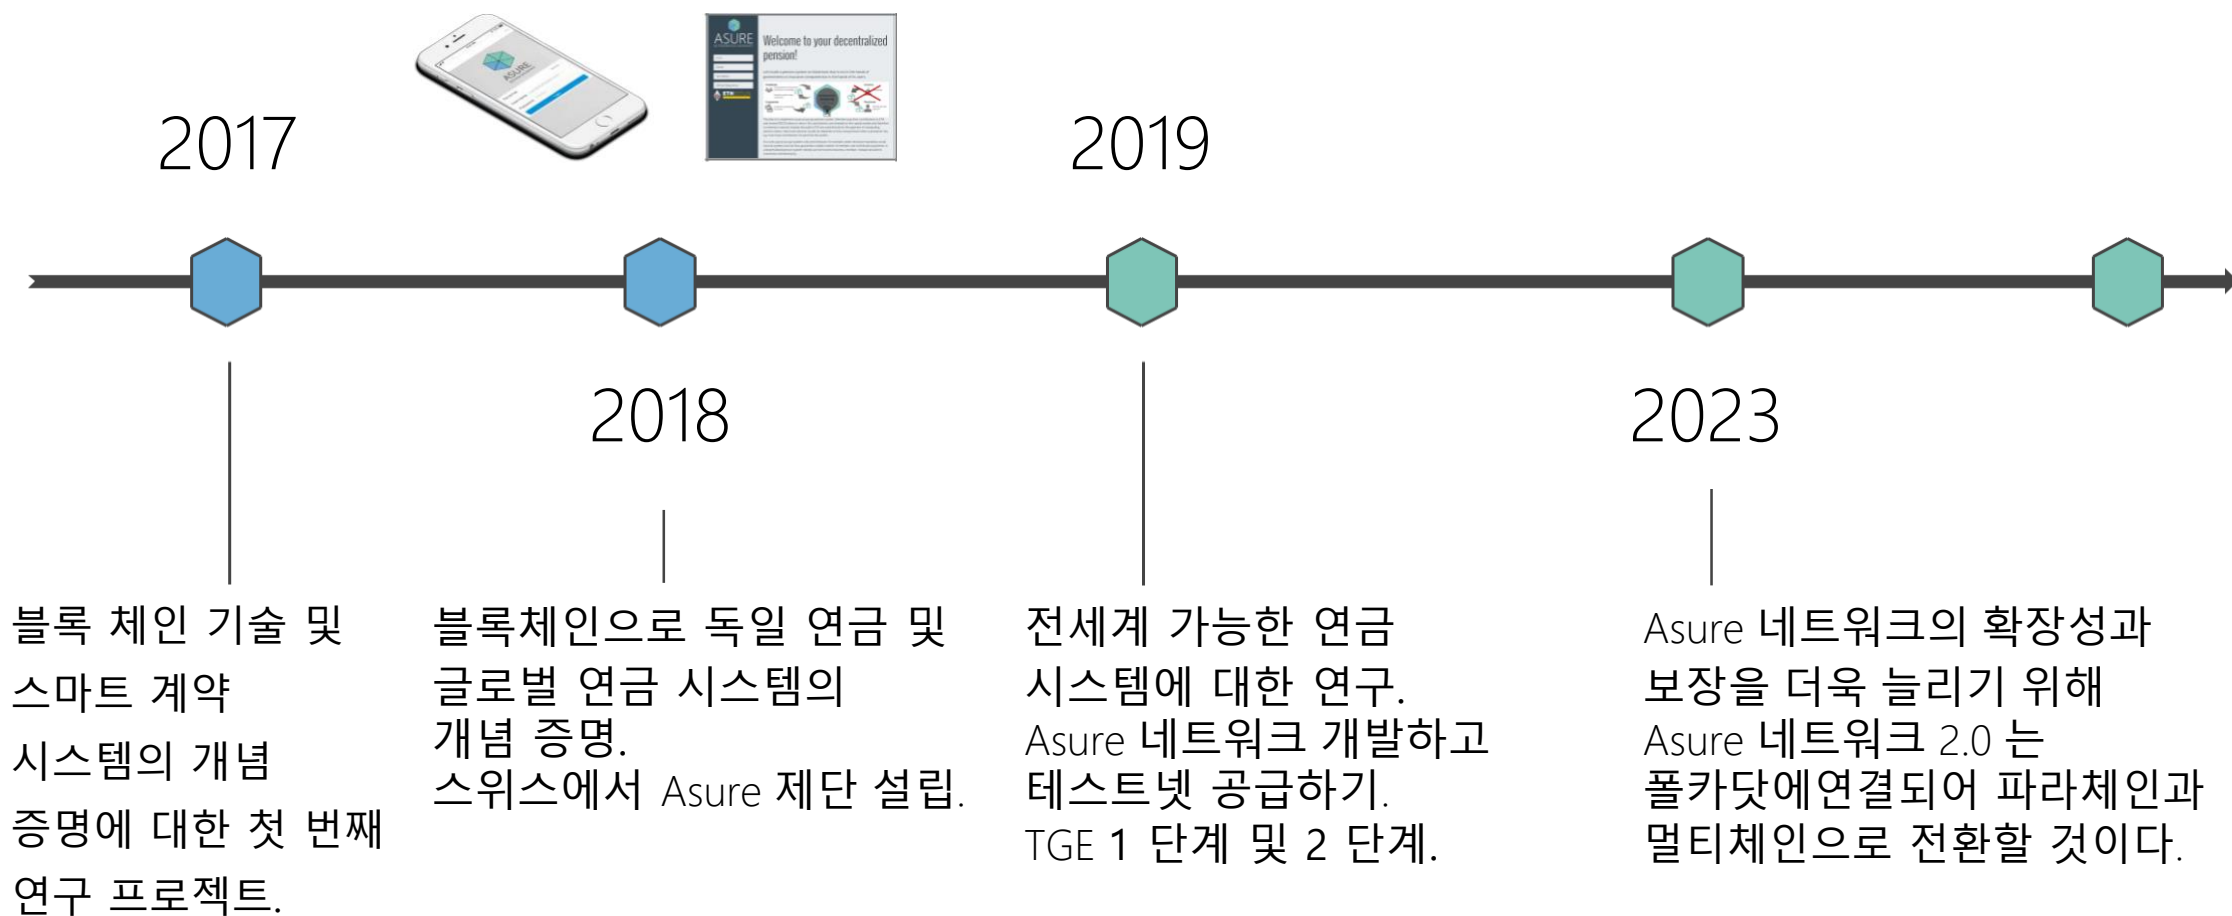 2017
ASURE
ASURE
Welcome to your decentralized
pension!
ETH
2019
2018
2023
블록 체인 기술 및
스마트 계약
시스템의 개념
증명에 대한 첫 번째
연구 프로젝트.
블록체인으로 독일 연금 및
글로벌 연금 시스템의
개념 증명.
스위스에서 Asure 제단 설립.
전세계 가능한 연금
시스템에 대한 연구.
Asure 네트워크 개발하고
테스트넷 공급하기.
TGE 1 단계 및 2 단계.
Asure 네트워크의 확장성과
보장을 더욱 늘리기 위해
Asure 네트워크 2.0 는
폴카닷에연결되어 파라체인과
멀티체인으로 전환할 것이다.